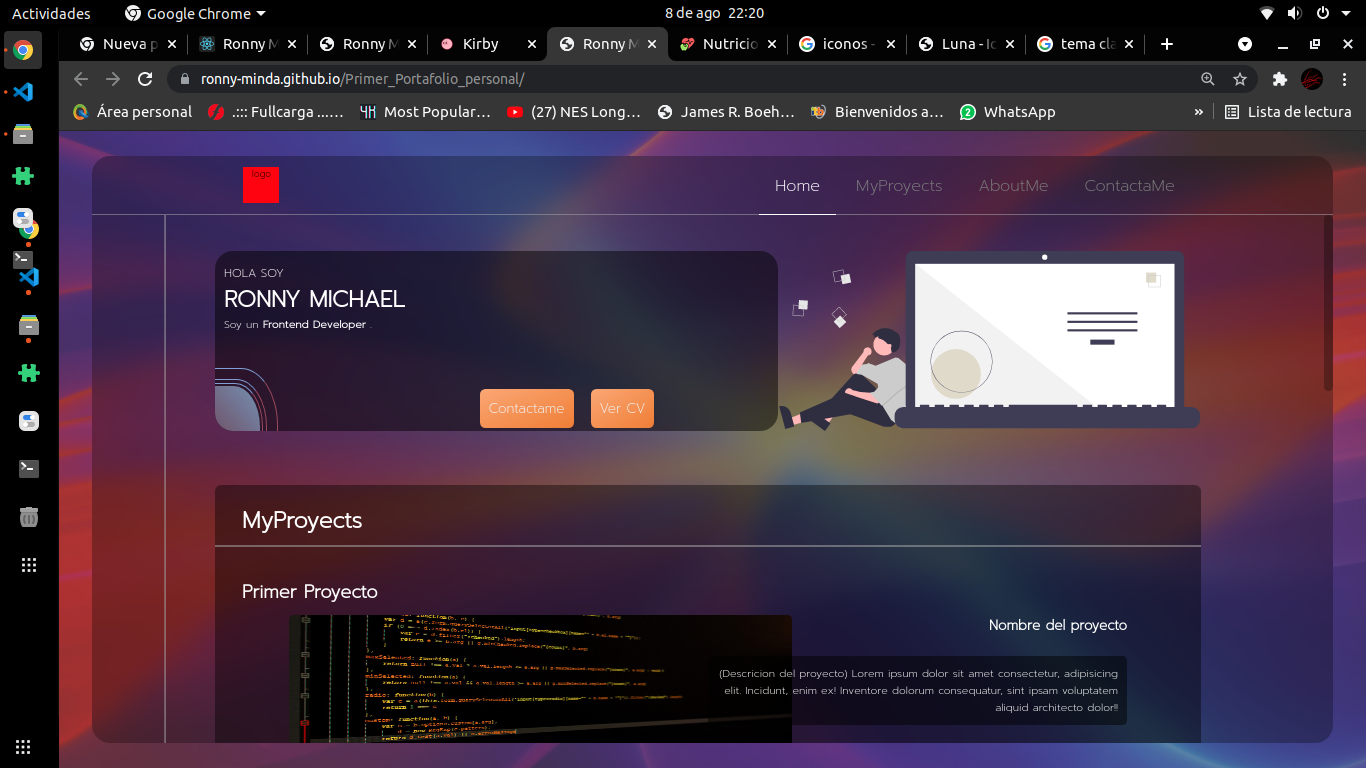 Actividades
Google Chrome
8 de ago 22:20
Nueva p
Ronny M
Ronny M
Kirby
Ronny M
Nutricio
iconos -
Luna - Ic
tema cla
ronny-minda.github.io/Primer_Portafolio_personal/
Área personal
.:::: Fullcarga ...…
Most Popular…
(27) NES Long…
James R. Boeh…
Bienvenidos a…
WhatsApp
»
Lista de lectura
logo
Home
MyProyects
AboutMe
ContactaMe
HOLA SOY
RONNY MICHAEL
Soy un Frontend Developer .
Contactame
Ver CV
MyProyects
Primer Proyecto
Nombre del proyecto
(Descricion del proyecto) Lorem ipsum dolor sit amet consectetur, adipisicing
elit. Incidunt, enim ex! Inventore dolorum consequatur, sint ipsam voluptatem
aliquid architecto dolor!!